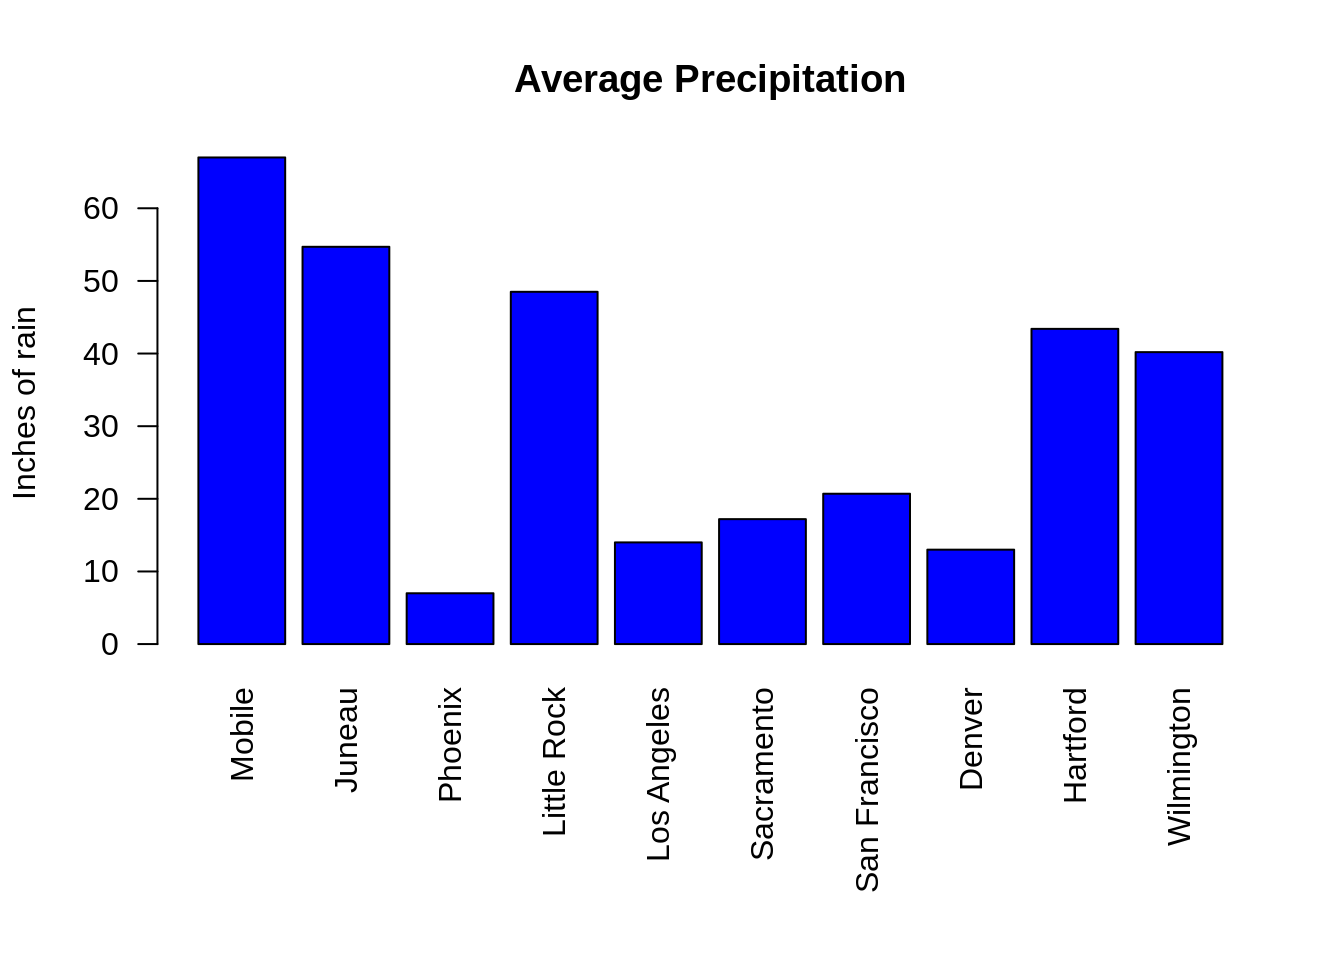 Average Precipitation
Inches of rain
60
50
40
30
20
10
0
Mobile
Juneau
Phoenix
Little Rock
Los Angeles
Sacramento
San Francisco
Denver
Hartford
Wilmington